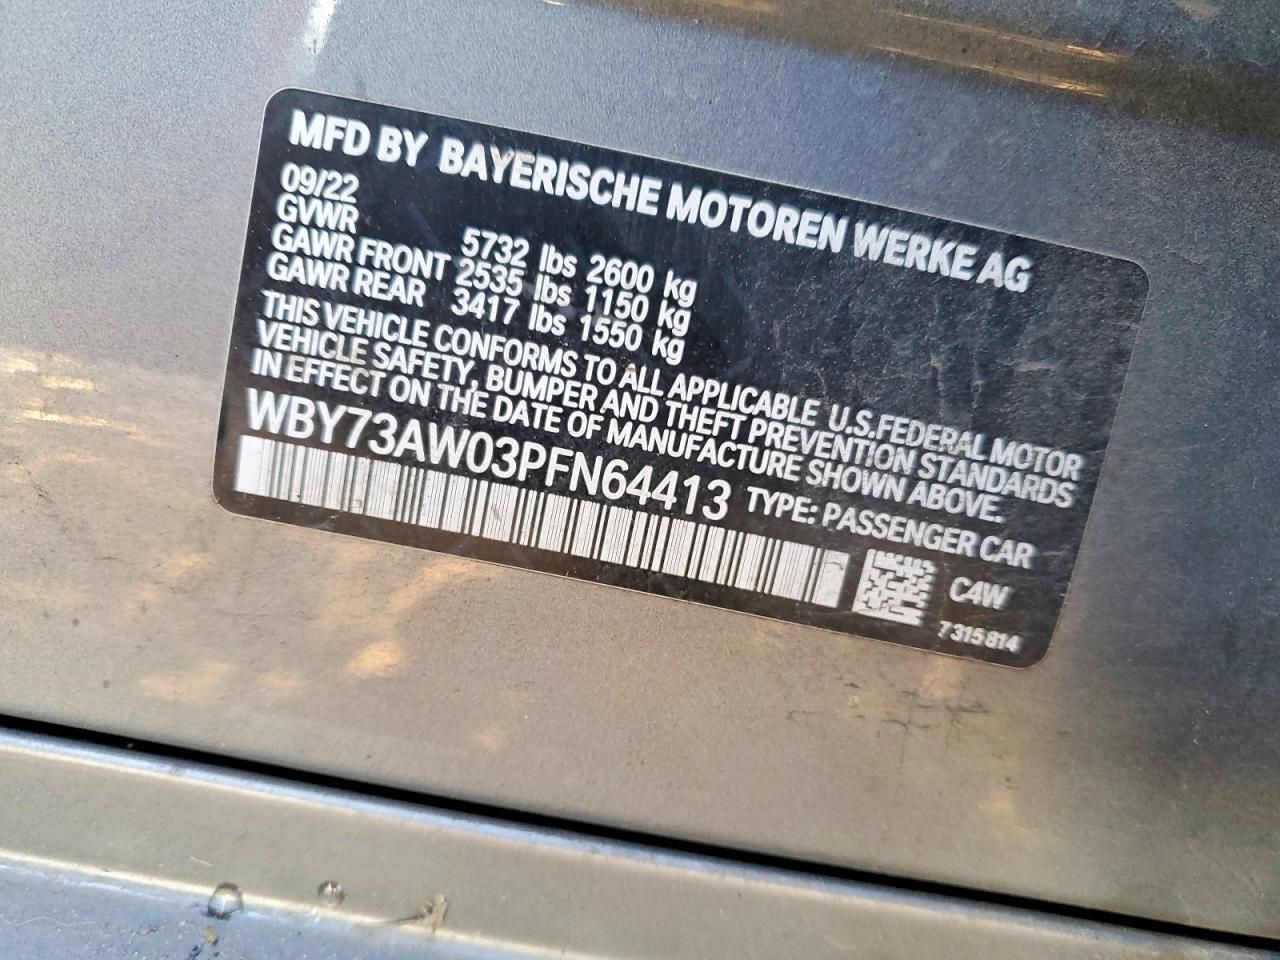 MFD BY BAYERISCHE MOTOREN WERKE AG
09/22
GVWR 5732 lbs 2600 kg
GAWR FRONT 2535 lbs 1150 kg
GAWR REAR 3417 lbs 1550 kg
THIS VEHICLE CONFORMS TO ALL APPLICABLE U.S.FEDERAL MOTOR
VEHICLE SAFETY, BUMPER AND THEFT PREVENTION STANDARDS
IN EFFECT ON THE DATE OF MANUFACTURE SHOWN ABOVE.
WBY73AW03PFN64413 TYPE: PASSENGER CAR
C4W
7 315 814